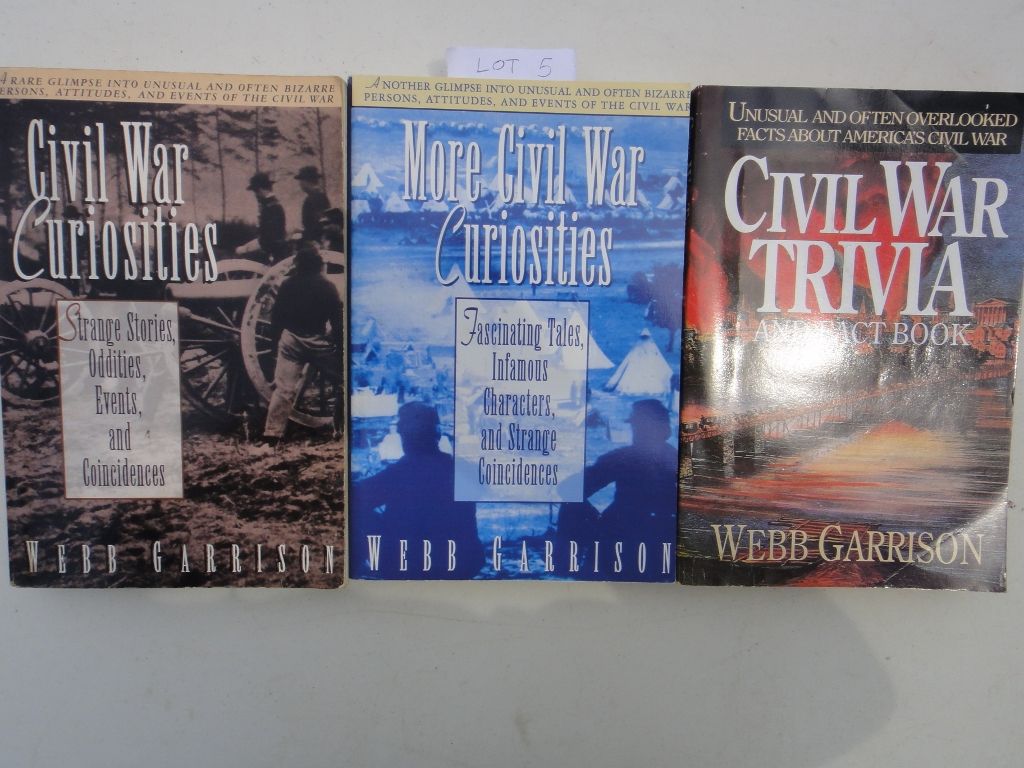 LOT 5
A RARE GLIMPSE INTO UNUSUAL AND OFTEN BIZARRE
PERSONS, ATTITUDES, AND EVENTS OF THE CIVIL WAR
Civil War
Curiosities
Strange Stories,
Oddities,
Events,
and
Coincidences
WEBB GARRISON
ANOTHER GLIMPSE INTO UNUSUAL AND OFTEN BIZARRE
PERSONS, ATTITUDES, AND EVENTS OF THE CIVIL WAR
More Civil War
Curiosities
Fascinating Tales,
Infamous
Characters,
and Strange
Coincidences
WEBB GARRISON
UNUSUAL AND OFTEN OVERLOOKED
FACTS ABOUT AMERICA'S CIVIL WAR
CIVIL WAR
TRIVIA
AND FACT BOOK
WEBB GARRISON